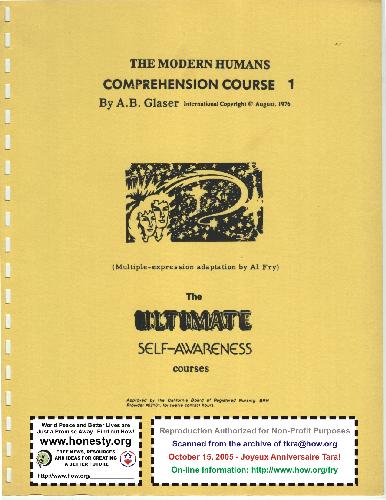 THE MODERN HUMANS
COMPREHENSION COURSE 1
By A.B. Glaser International Copyright © August, 1976
(Multiple-expression adaptation by Al Fry)
The
ULTIMATE
SELF-AWARENESS
courses
Approved by the California Board of Registered Nursing, BRN
Provider for twelve contact hours.
World Peace and Better Lives are
Just a Promise Away. Find out How!
www.honesty.org
FREE NEWS, RESOURCES
AND IDEAS FOR CREATING
A BETTER FUTURE
http://www.how.org/
Reproduction Authorized for Non-Profit Purposes
Scanned from the archive of fkra@how.org
October 15, 2005 - Joyeux Anniversaire Tara!
On-line Information: http://www.how.org/fry